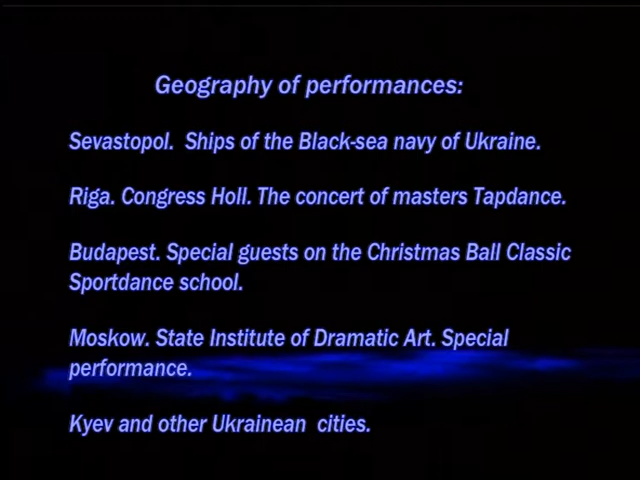 Geography of performances:
Sevastopol.  Ships of the Black-sea navy of Ukraine.
Riga. Congress Holl. The concert of masters Tapdance.
Budapest. Special guests on the Christmas Ball Classic
Sportdance school.
Moskow. State Institute of Dramatic Art. Special
performance.
Kyev and other Ukrainean  cities.